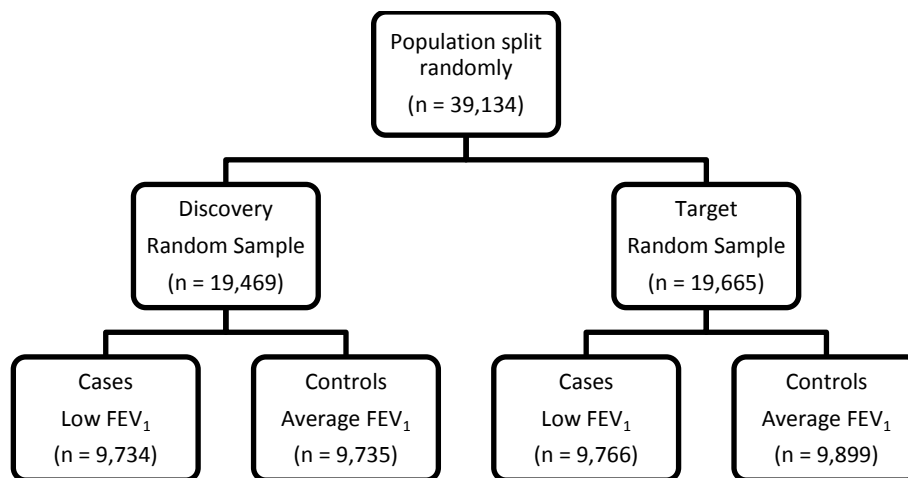 Population split
randomly
(n = 39,134)
Discovery
Random Sample
(n = 19,469)
Target
Random Sample
(n = 19,665)
Cases
Low FEV₁
(n = 9,734)
Controls
Average FEV₁
(n = 9,735)
Cases
Low FEV₁
(n = 9,766)
Controls
Average FEV₁
(n = 9,899)